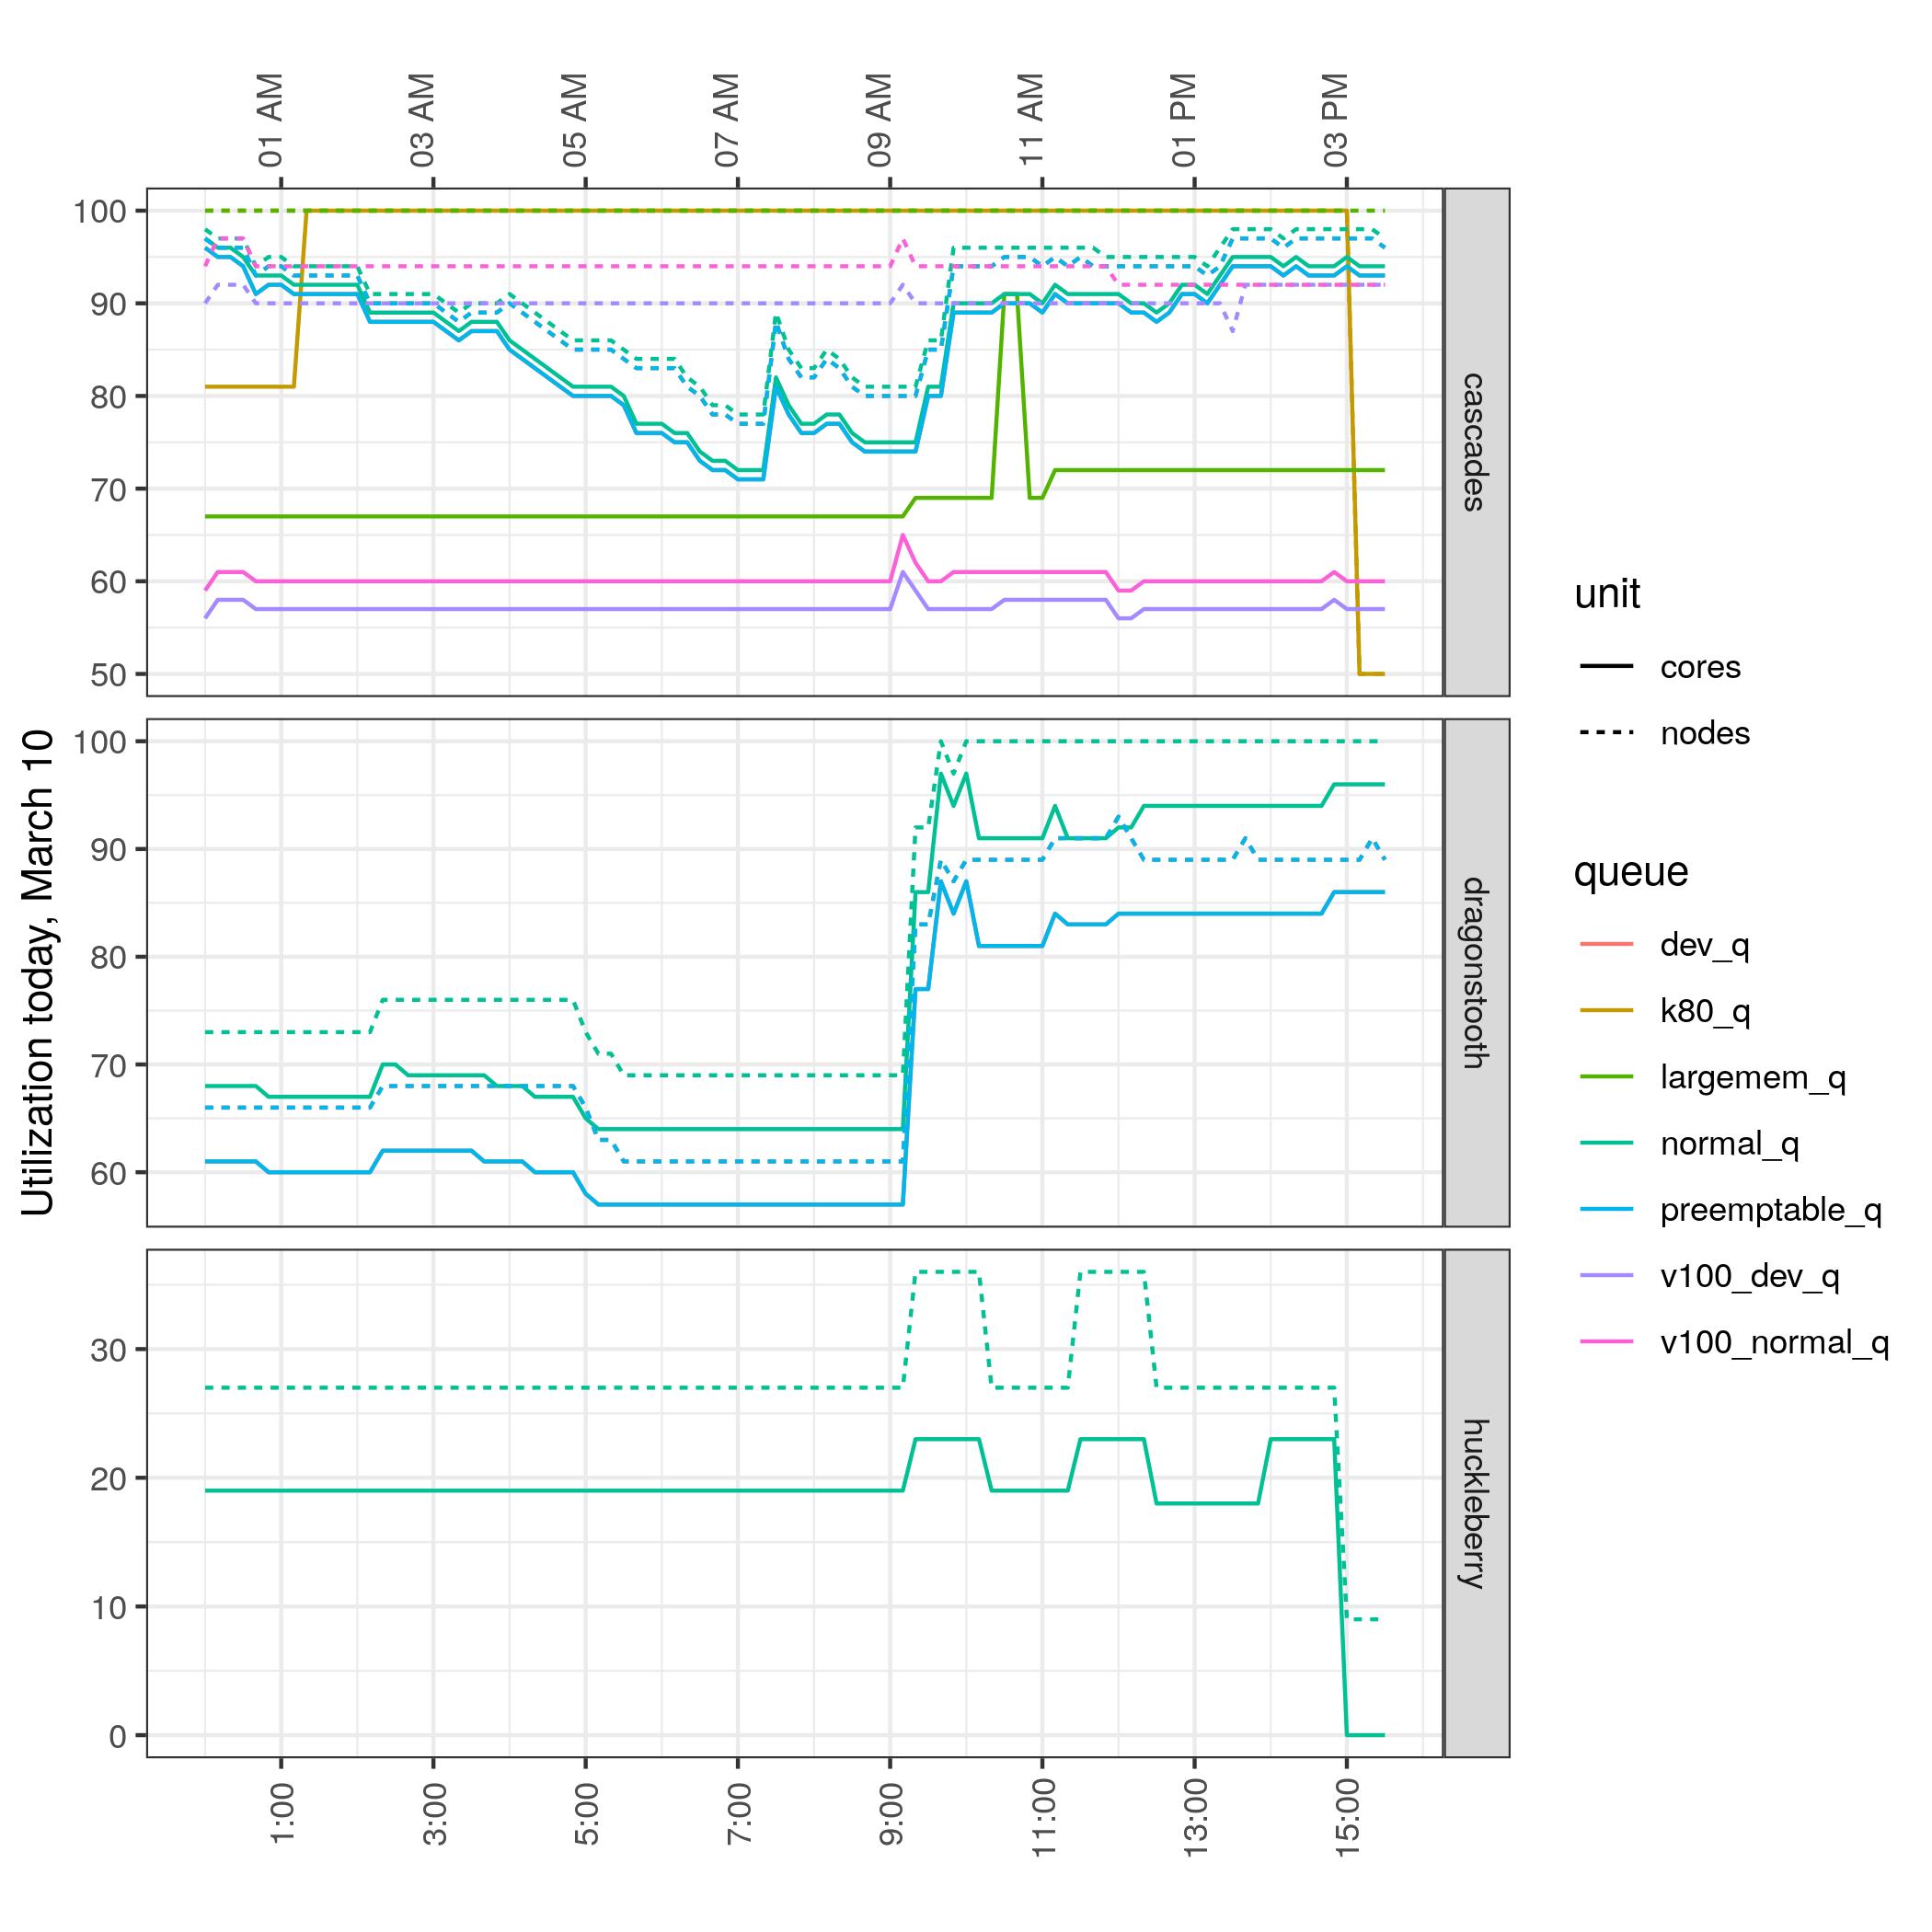 01 AM
03 AM
05 AM
07 AM
09 AM
11 AM
01 PM
03 PM
Utilization today, March 10
100
90
80
70
60
50
cascades
100
90
80
70
60
dragonstooth
30
20
10
0
huckleberry
1:00
3:00
5:00
7:00
9:00
11:00
13:00
15:00
unit
cores
nodes
queue
dev_q
k80_q
largemem_q
normal_q
preemptable_q
v100_dev_q
v100_normal_q